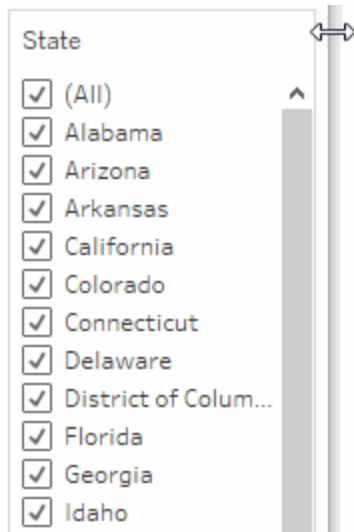 State
(All)
Alabama
Arizona
Arkansas
California
Colorado
Connecticut
Delaware
District of Colum...
Florida
Georgia
Idaho